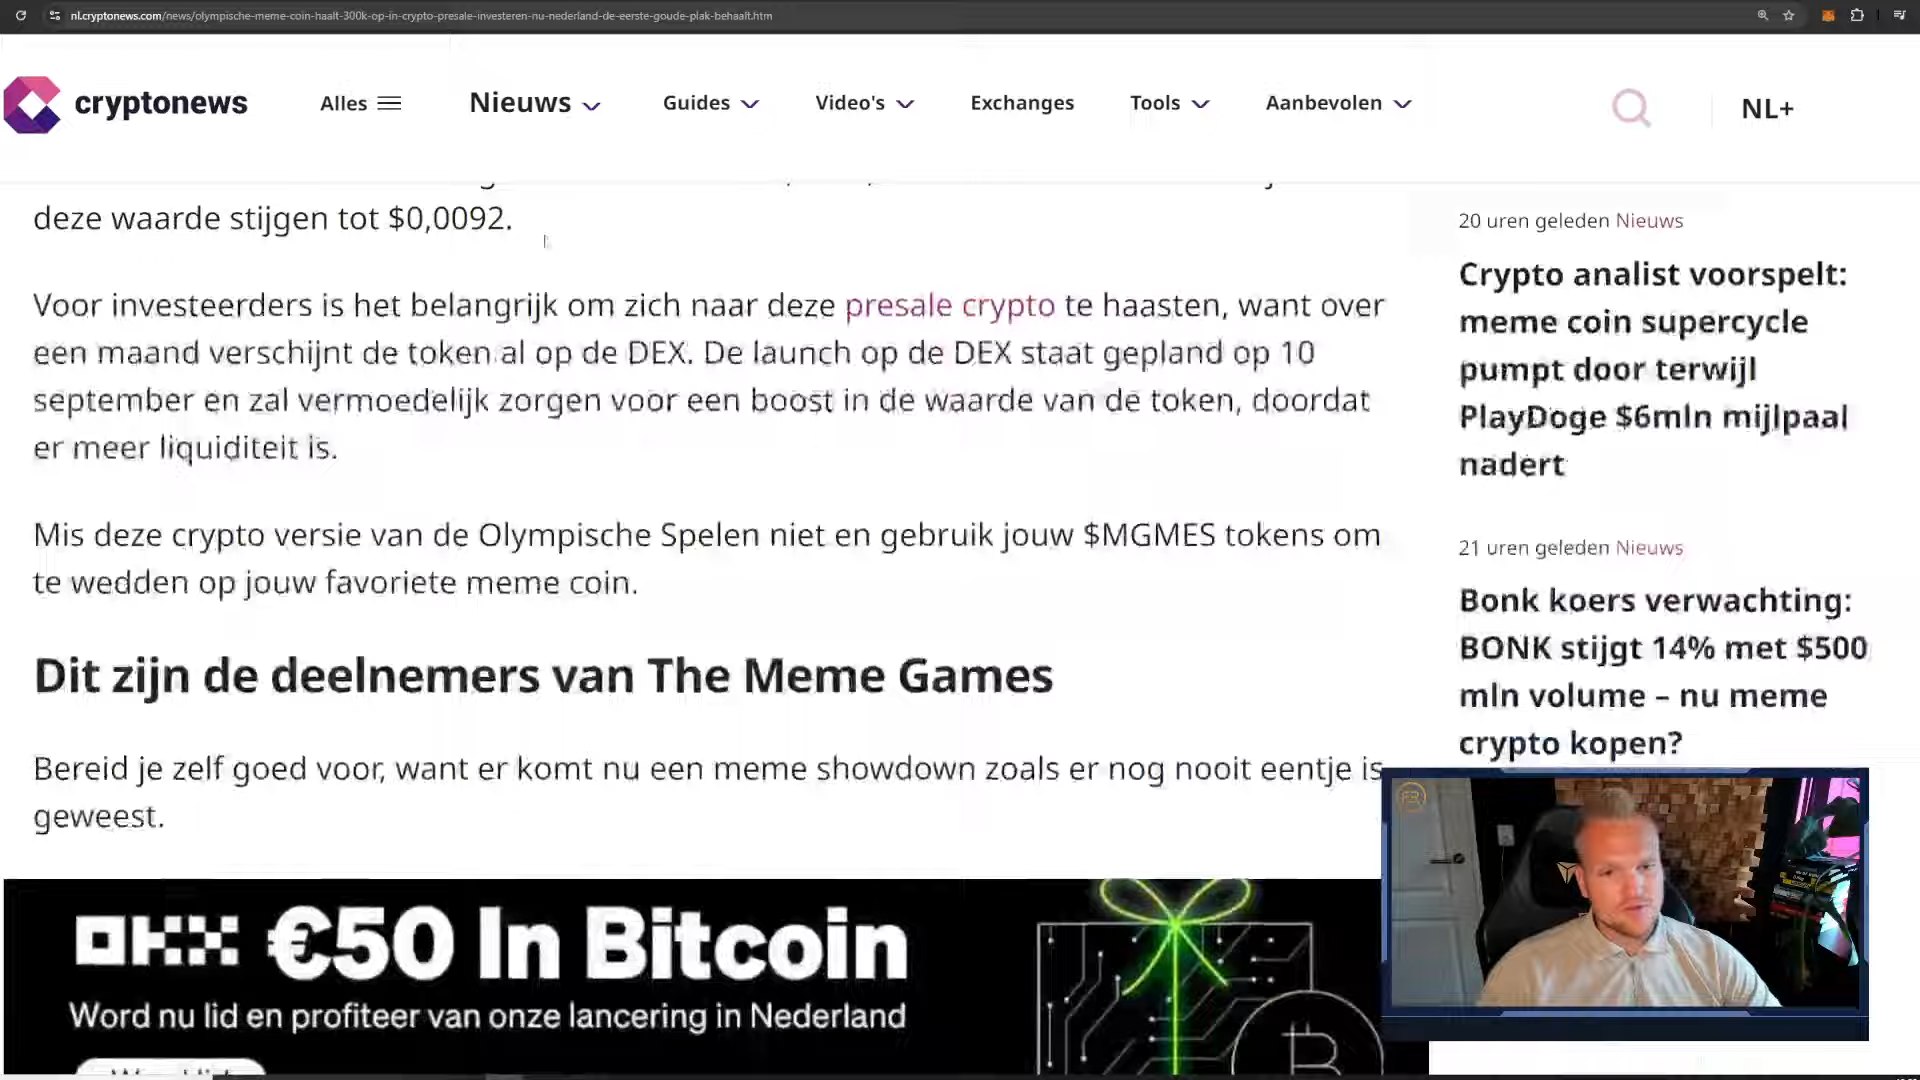 nl.cryptonews.com/news/olympische-meme-coin-haalt-300k-op-in-crypto-presale-investeren-nu-nederland-de-eerste-goude-plak-behaalt.htm
cryptonews
Alles
Nieuws
Guides
Video's
Exchanges
Tools
Aanbevolen
NL+
deze waarde stijgen tot $0,0092.
Voor investeerders is het belangrijk om zich naar deze presale crypto te haasten, want over
een maand verschijnt de token al op de DEX. De launch op de DEX staat gepland op 10
september en zal vermoedelijk zorgen voor een boost in de waarde van de token, doordat
er meer liquiditeit is.
Mis deze crypto versie van de Olympische Spelen niet en gebruik jouw $MGMES tokens om
te wedden op jouw favoriete meme coin.
Dit zijn de deelnemers van The Meme Games
Bereid je zelf goed voor, want er komt nu een meme showdown zoals er nog nooit eentje is
geweest.
OKX €50 In Bitcoin
Word nu lid en profiteer van onze lancering in Nederland
20 uren geleden Nieuws
Crypto analist voorspelt:
meme coin supercycle
pumpt door terwijl
PlayDoge $6mln mijlpaal
nadert
21 uren geleden Nieuws
Bonk koers verwachting:
BONK stijgt 14% met $500
mln volume – nu meme
crypto kopen?